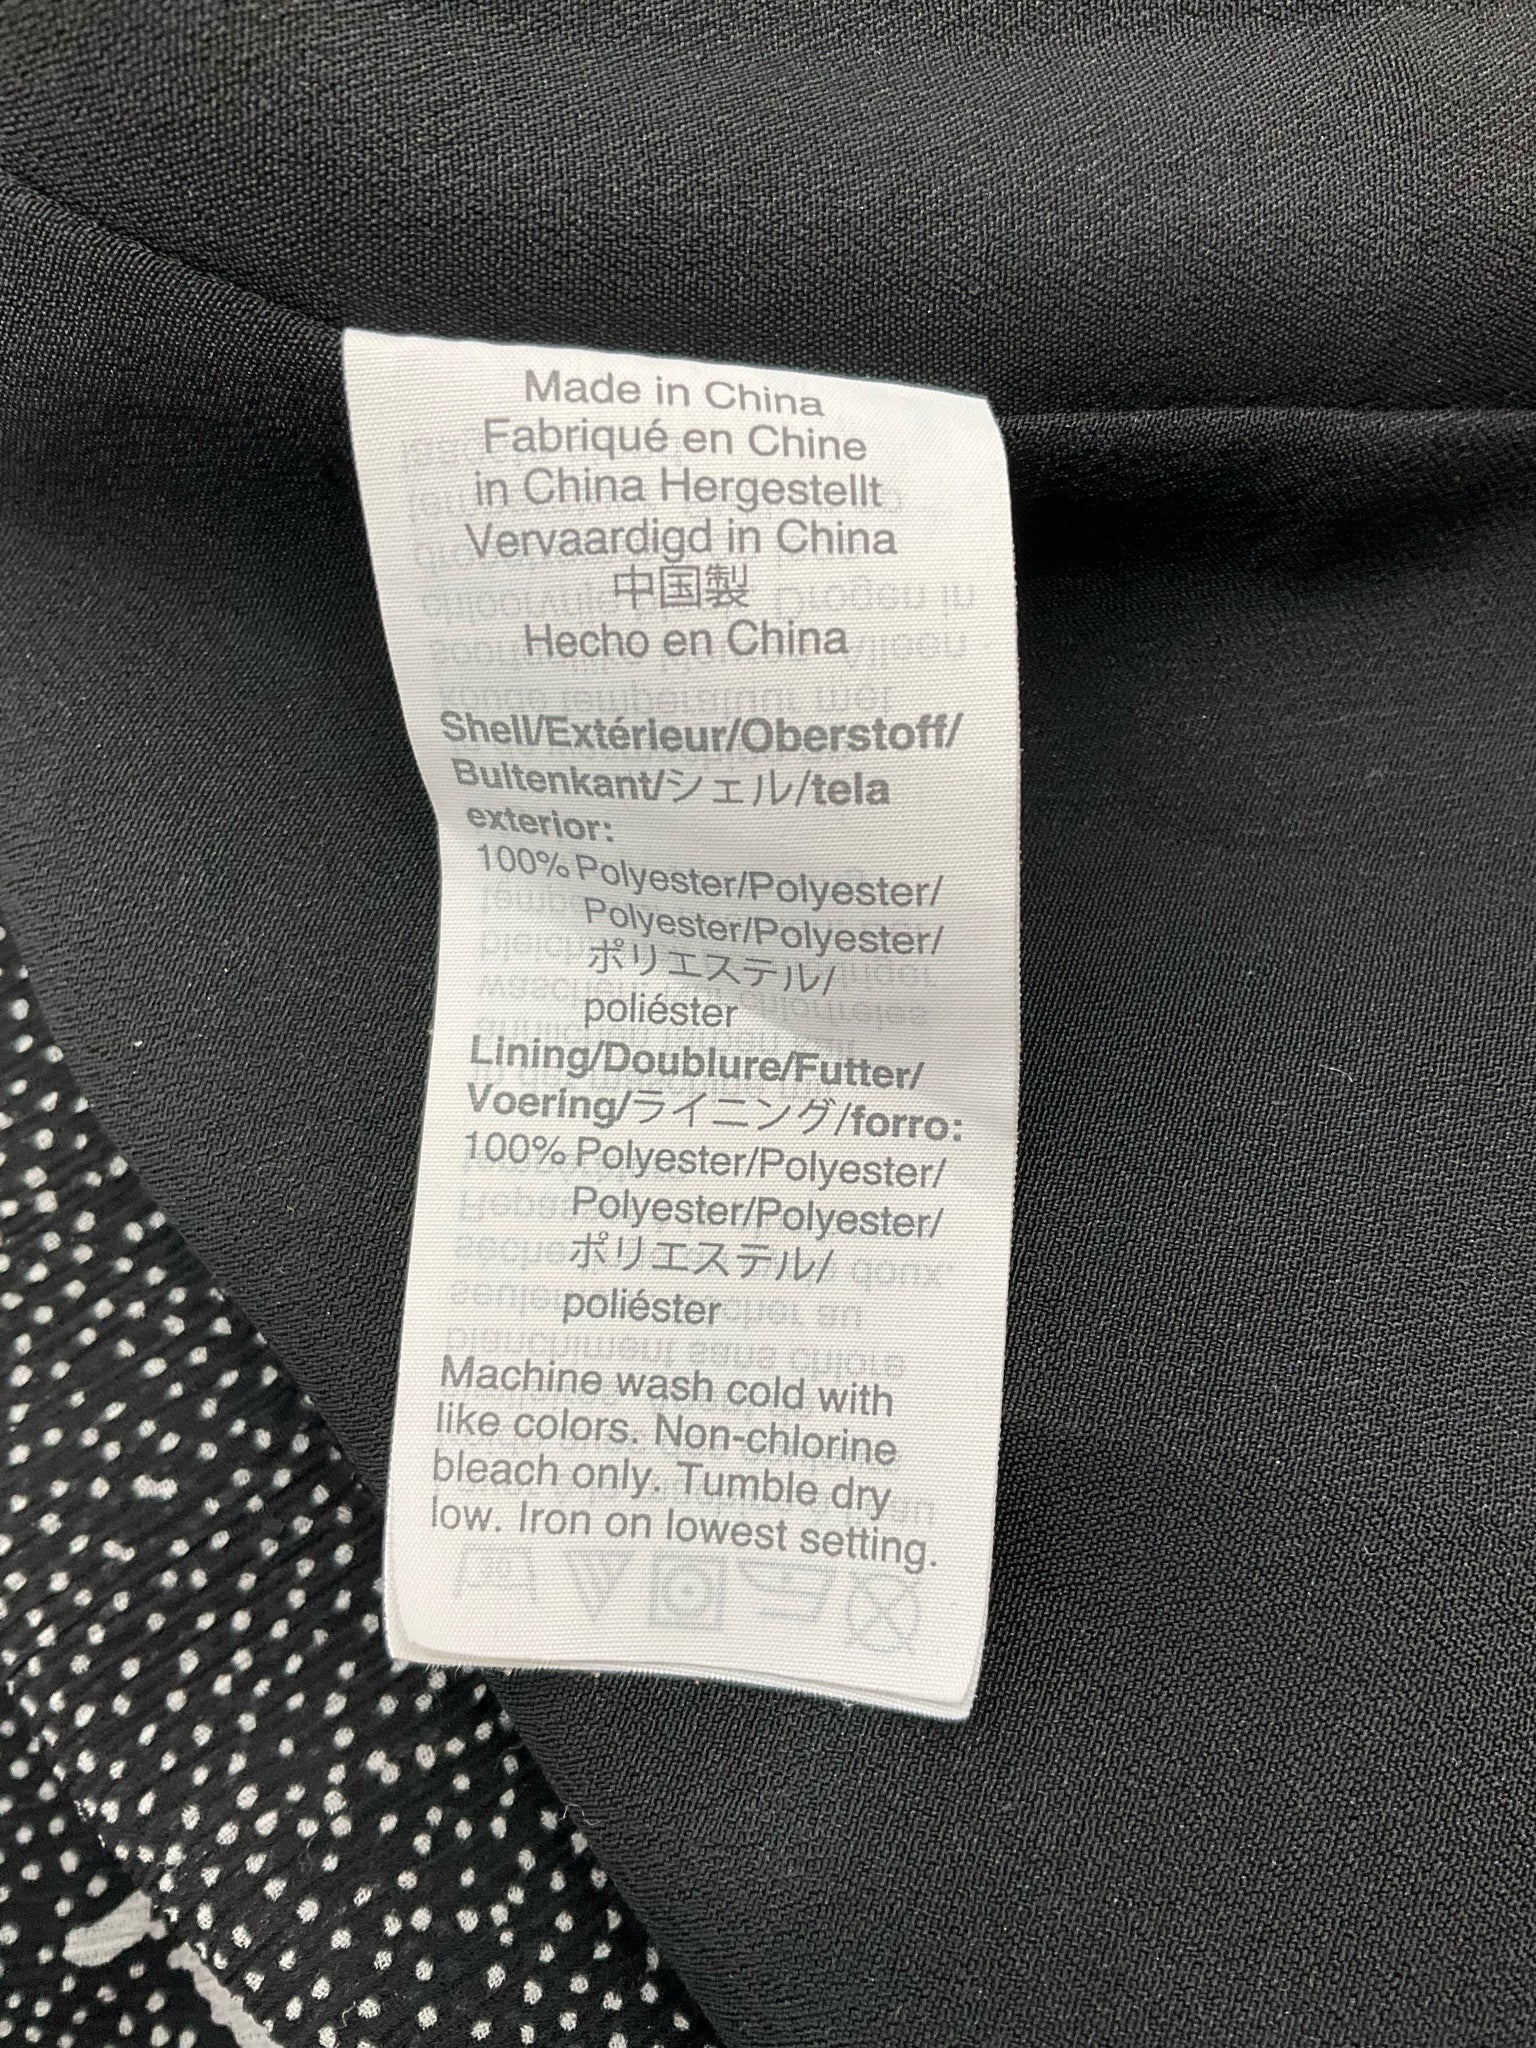 Made in China
Fabriqué en Chine
in China Hergestellt
Vervaardigd in China
中国製
Hecho en China
Shell/Extérieur/Oberstoff/
Buitenkant/シェル/tela
exterior:
100% Polyester/Polyester/
Polyester/Polyester/
ポリエステル/
poliéster
Lining/Doublure/Futter/
Voering/ライニング/forro:
100% Polyester/Polyester/
Polyester/Polyester/
ポリエステル/
poliéster
Machine wash cold with
like colors. Non-chlorine
bleach only. Tumble dry
low. Iron on lowest setting.